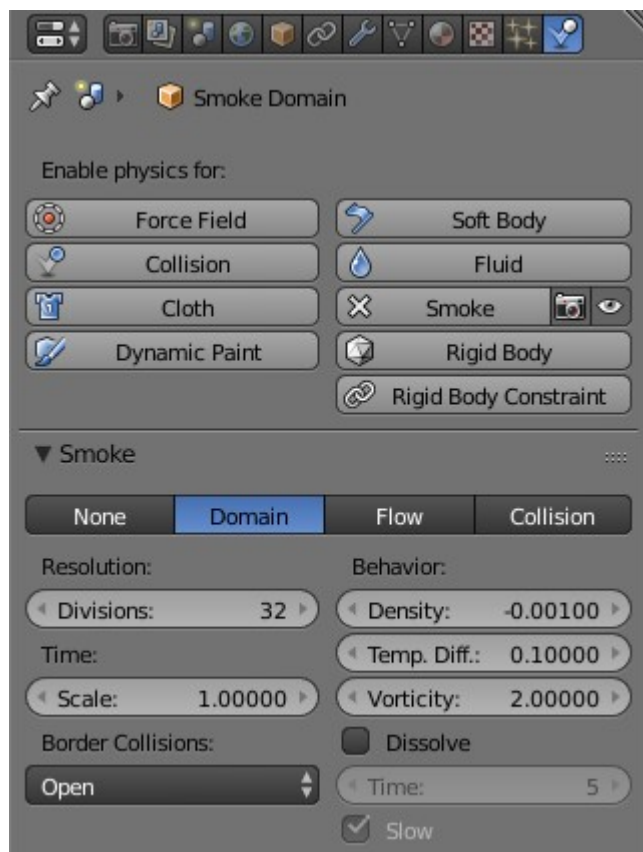 Smoke Domain
Enable physics for:
Force Field Soft Body
Collision Fluid
Cloth Smoke
Dynamic Paint Rigid Body
Rigid Body Constraint
Smoke
None Domain Flow Collision
Resolution: Behavior:
Divisions: 32 Density: -0.00100
Time: Temp. Diff.: 0.10000
Scale: 1.00000 Vorticity: 2.00000
Border Collisions: Dissolve
Open Time: 5
Slow